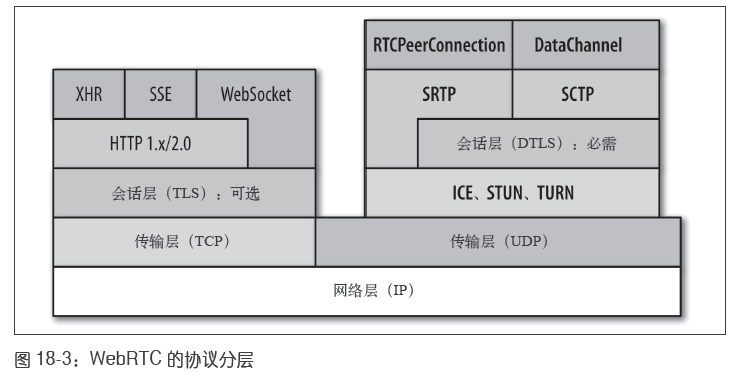 RTCPeerConnection DataChannel
XHR SSE WebSocket SRTP SCTP
HTTP 1.x/2.0 会话层（DTLS）：必需
会话层（TLS）：可选 ICE、STUN、TURN
传输层（TCP） 传输层（UDP）
网络层（IP）
图 18-3：WebRTC 的协议分层